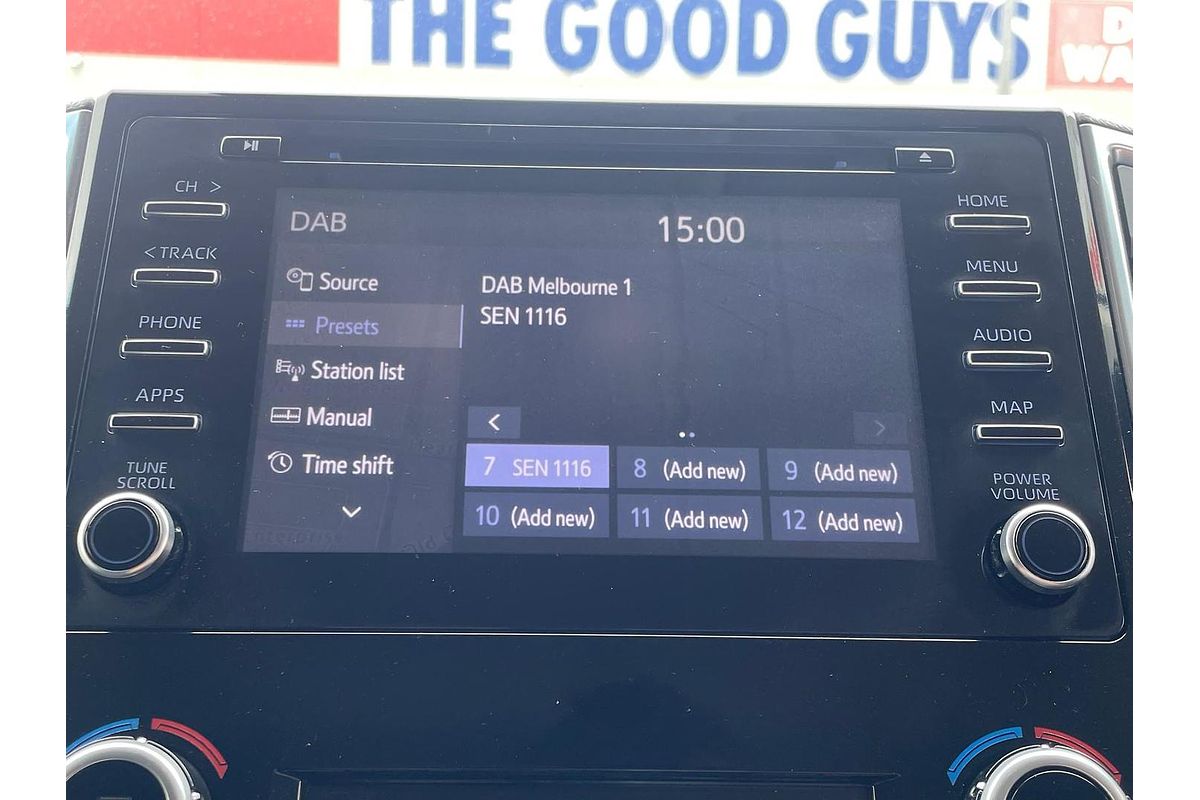 THE GOOD GUYS
CH >
< TRACK
PHONE
APPS
TUNE
SCROLL
DAB
15:00
Source
Presets
Station list
Manual
Time shift
DAB Melbourne 1
SEN 1116
<
>
7 SEN 1116
8 (Add new)
9 (Add new)
10 (Add new)
11 (Add new)
12 (Add new)
HOME
MENU
AUDIO
MAP
POWER
VOLUME